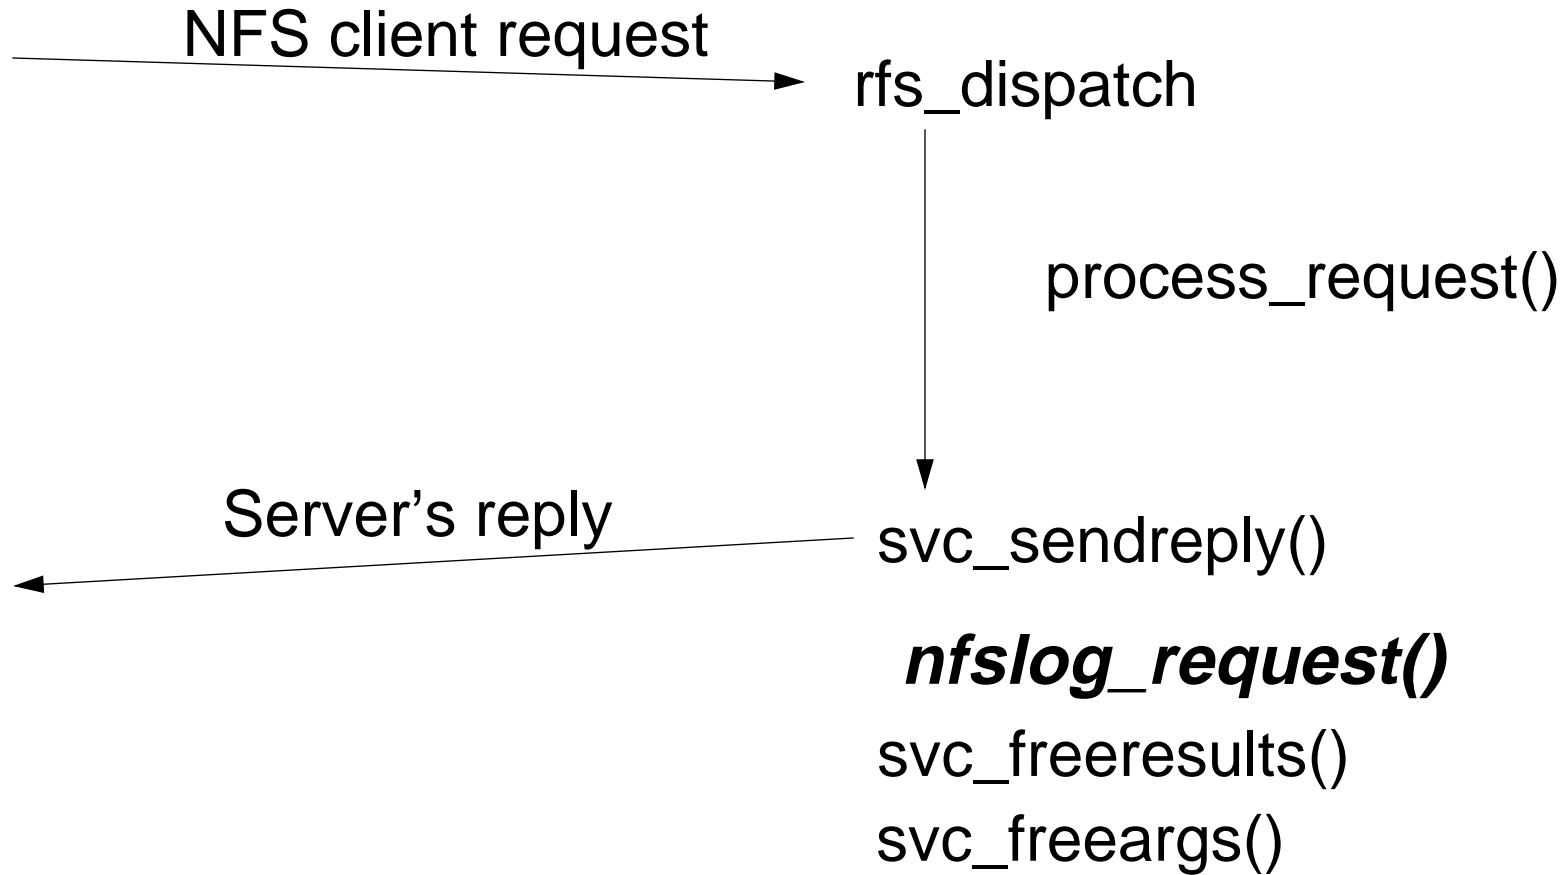 NFS client request
rfs_dispatch
process_request()
Server’s reply
svc_sendreply()
nfslog_request()
svc_freeresults()
svc_freeargs()